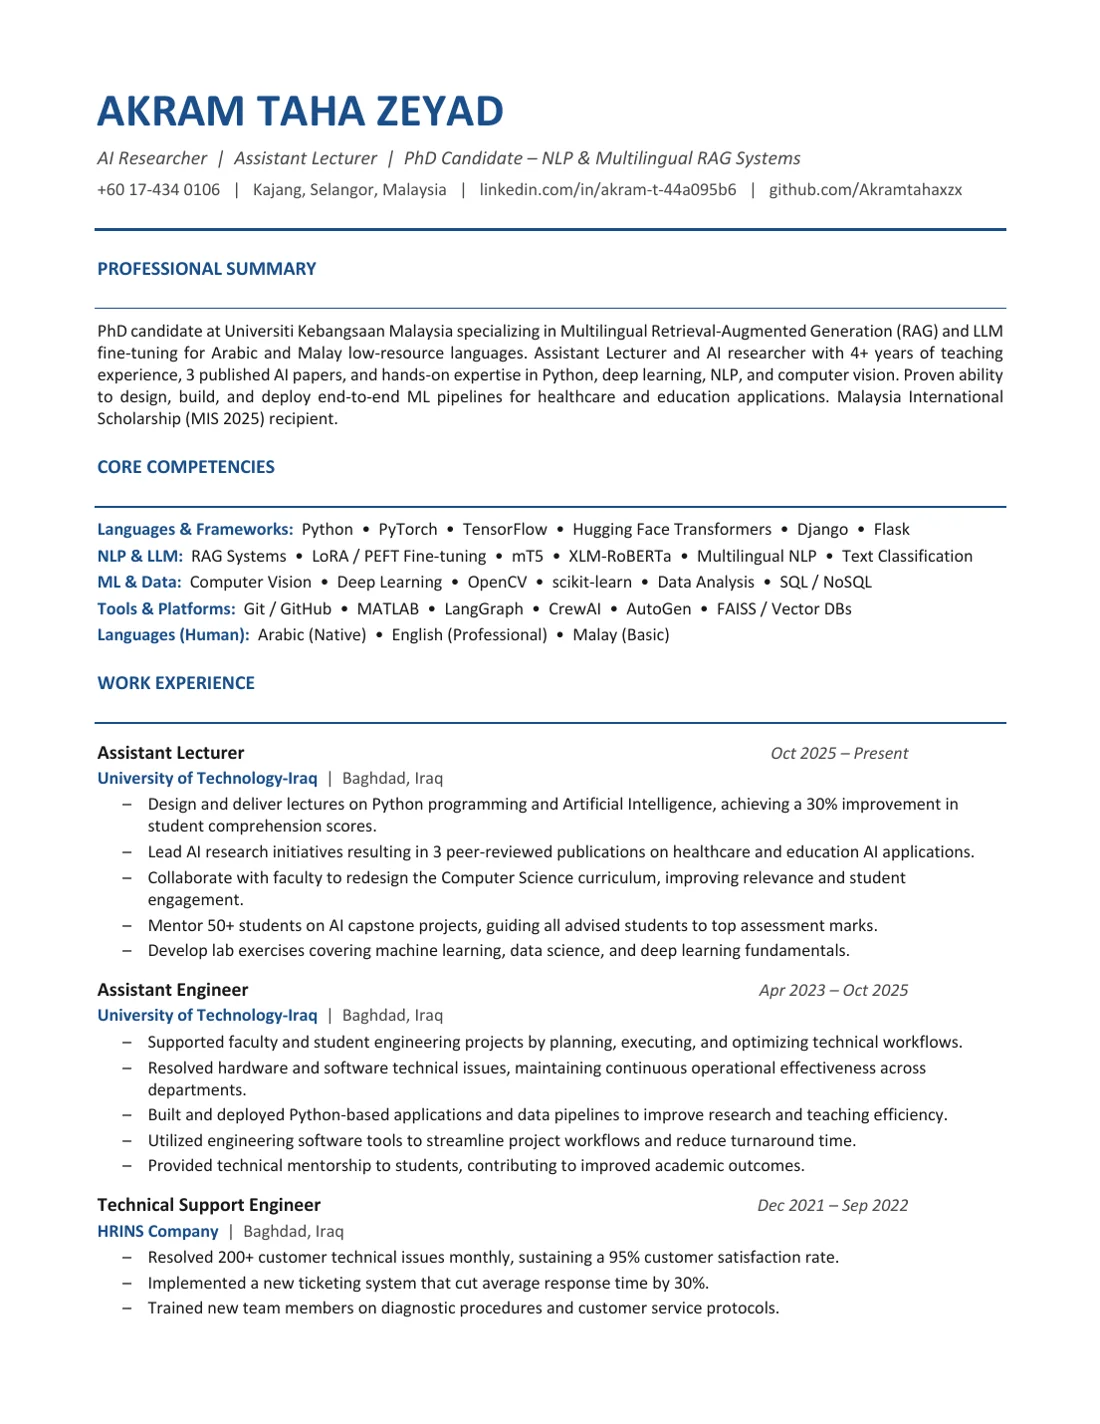 AKRAM TAHA ZEYAD
AI Researcher | Assistant Lecturer | PhD Candidate – NLP & Multilingual RAG Systems
+60 17-434 0106 | Kajang, Selangor, Malaysia | linkedin.com/in/akram-t-44a095b6 | github.com/Akramtahaxzx
PROFESSIONAL SUMMARY
PhD candidate at Universiti Kebangsaan Malaysia specializing in Multilingual Retrieval-Augmented Generation (RAG) and LLM
fine-tuning for Arabic and Malay low-resource languages. Assistant Lecturer and AI researcher with 4+ years of teaching
experience, 3 published AI papers, and hands-on expertise in Python, deep learning, NLP, and computer vision. Proven ability
to design, build, and deploy end-to-end ML pipelines for healthcare and education applications. Malaysia International
Scholarship (MIS 2025) recipient.
CORE COMPETENCIES
Languages & Frameworks: Python • PyTorch • TensorFlow • Hugging Face Transformers • Django • Flask
NLP & LLM: RAG Systems • LoRA / PEFT Fine-tuning • mT5 • XLM-RoBERTa • Multilingual NLP • Text Classification
ML & Data: Computer Vision • Deep Learning • OpenCV • scikit-learn • Data Analysis • SQL / NoSQL
Tools & Platforms: Git / GitHub • MATLAB • LangGraph • CrewAI • AutoGen • FAISS / Vector DBs
Languages (Human): Arabic (Native) • English (Professional) • Malay (Basic)
WORK EXPERIENCE
Assistant Lecturer Oct 2025 – Present
University of Technology-Iraq | Baghdad, Iraq
– Design and deliver lectures on Python programming and Artificial Intelligence, achieving a 30% improvement in
student comprehension scores.
– Lead AI research initiatives resulting in 3 peer-reviewed publications on healthcare and education AI applications.
– Collaborate with faculty to redesign the Computer Science curriculum, improving relevance and student
engagement.
– Mentor 50+ students on AI capstone projects, guiding all advised students to top assessment marks.
– Develop lab exercises covering machine learning, data science, and deep learning fundamentals.
Assistant Engineer Apr 2023 – Oct 2025
University of Technology-Iraq | Baghdad, Iraq
– Supported faculty and student engineering projects by planning, executing, and optimizing technical workflows.
– Resolved hardware and software technical issues, maintaining continuous operational effectiveness across
departments.
– Built and deployed Python-based applications and data pipelines to improve research and teaching efficiency.
– Utilized engineering software tools to streamline project workflows and reduce turnaround time.
– Provided technical mentorship to students, contributing to improved academic outcomes.
Technical Support Engineer Dec 2021 – Sep 2022
HRINS Company | Baghdad, Iraq
– Resolved 200+ customer technical issues monthly, sustaining a 95% customer satisfaction rate.
– Implemented a new ticketing system that cut average response time by 30%.
– Trained new team members on diagnostic procedures and customer service protocols.